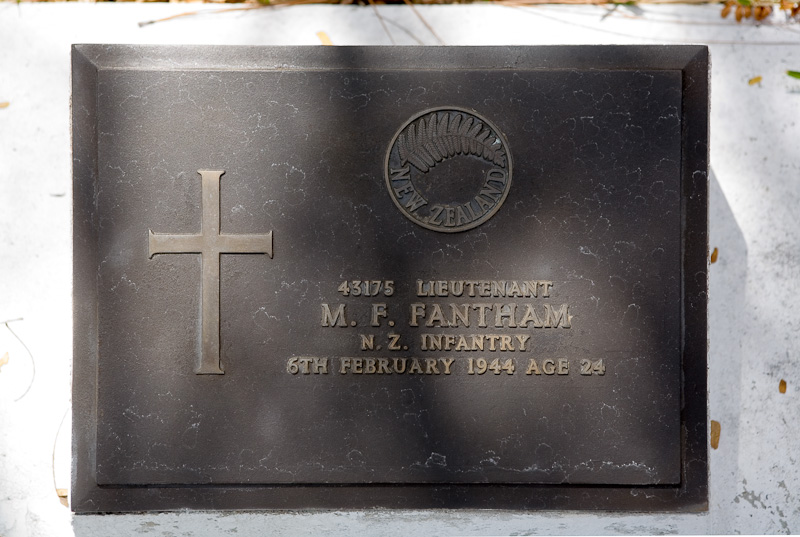 NEW ZEALAND
43175 LIEUTENANT
M. F. FANTHAM
N. Z. INFANTRY
6TH FEBRUARY 1944 AGE 24